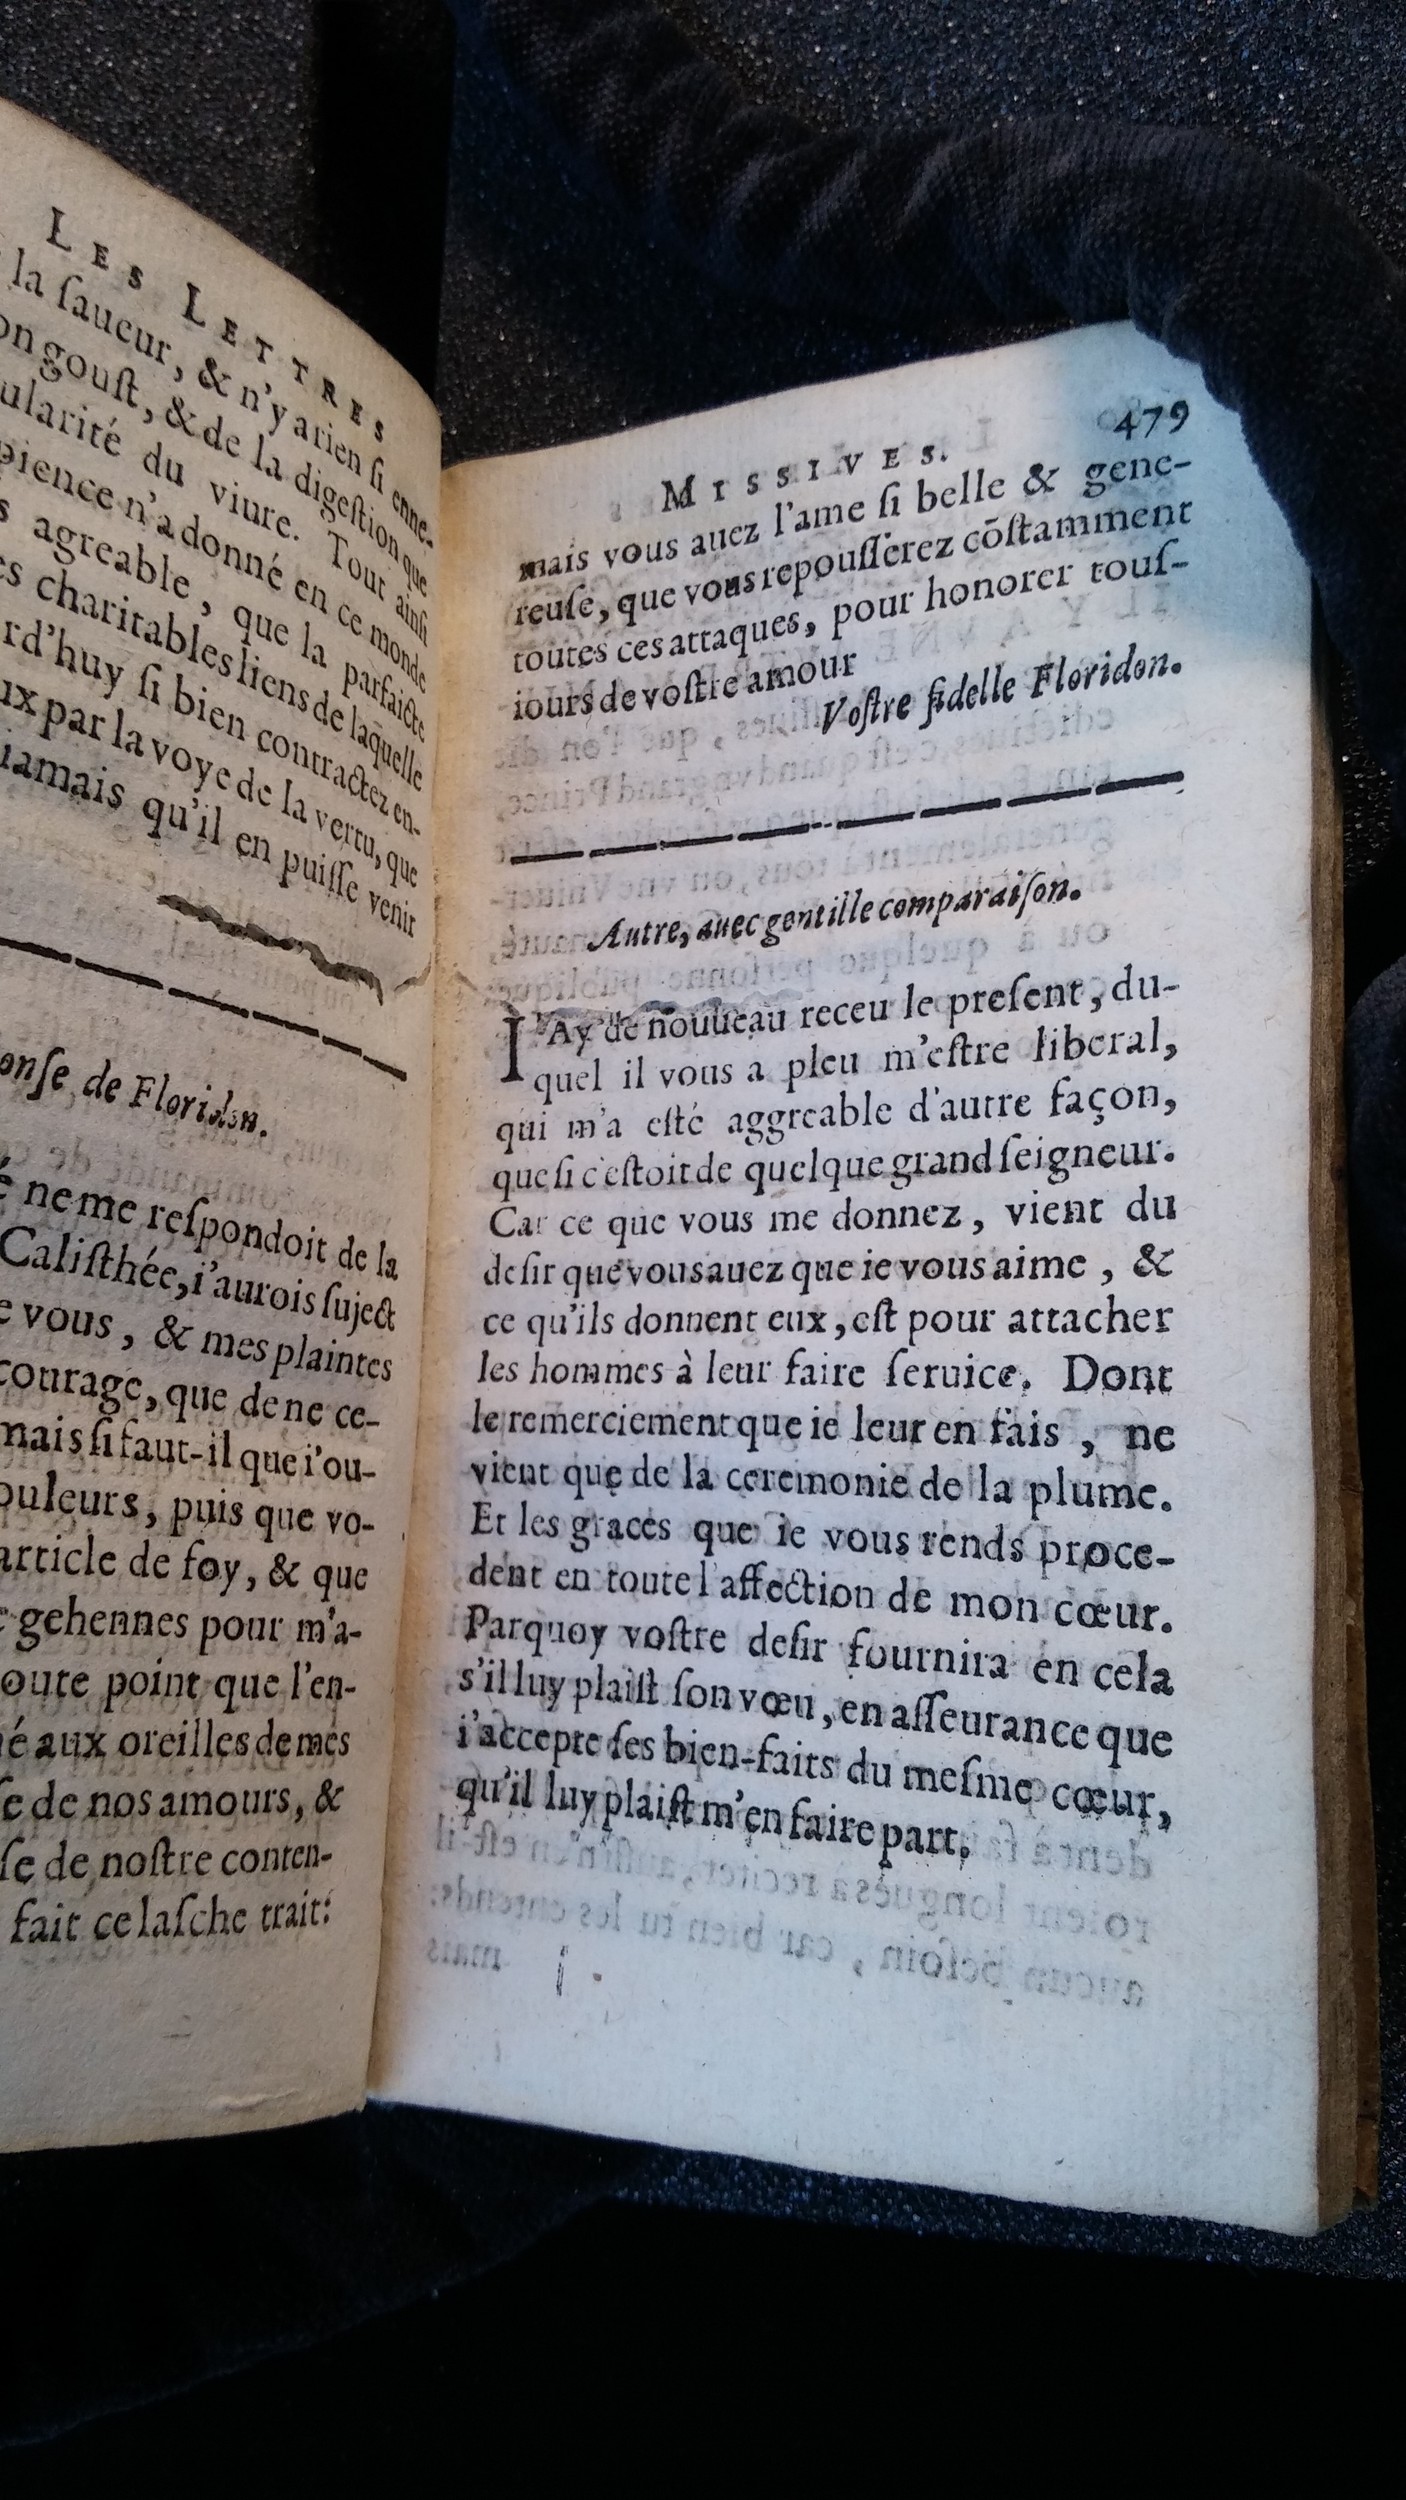 LES LETTRES
la ſaueur, & n'y a rien ſi enne-
gouſt, & de la digeſtion que
du viure. Tout ainſi
n'a donné en ce monde
agreable, que la parfaicte
charitables liens de laquelle
ſi bien contractez en-
par la voye de la vertu, que
iamais qu'il en puiſſe venir
de Floridon.
ne me reſpondoit de la
Caliſthée, i'aurois ſuject
vous, & mes plaintes
courage, que de ne ce-
mais ſi faut-il que i'ou-
puis que vo-
article de foy, & que
gehennes pour m'a-
point que l'en-
aux oreilles de mes
de nos amours, &
de noſtre conten-
fait ce laſche trait:
MISSIVES. 479
mais vous auez l'ame ſi belle & gene-
reuſe, que vous repouſſerez cōſtamment
toutes ces attaques, pour honorer touſ-
iours de voſtre amour
Voſtre fidelle Floridon.
Autre, auec gentille comparaiſon.
I'Ay de nouueau receu le preſent, du-
quel il vous a pleu m'eſtre liberal,
qui m'a eſté aggreable d'autre façon,
que ſi c'eſtoit de quelque grand ſeigneur.
Car ce que vous me donnez, vient du
deſir que vous auez que ie vous aime, &
ce qu'ils donnent eux, eſt pour attacher
les hommes à leur faire ſeruice. Dont
le remerciement que ie leur en fais, ne
vient que de la ceremonie de la plume.
Et les graces que ie vous rends proce-
dent en toute l'affection de mon cœur.
Parquoy voſtre deſir fournira en cela
s'il luy plaiſt ſon vœu, en aſſeurance que
i'accepte ſes bien-faits du meſme cœur,
qu'il luy plaiſt m'en faire part.